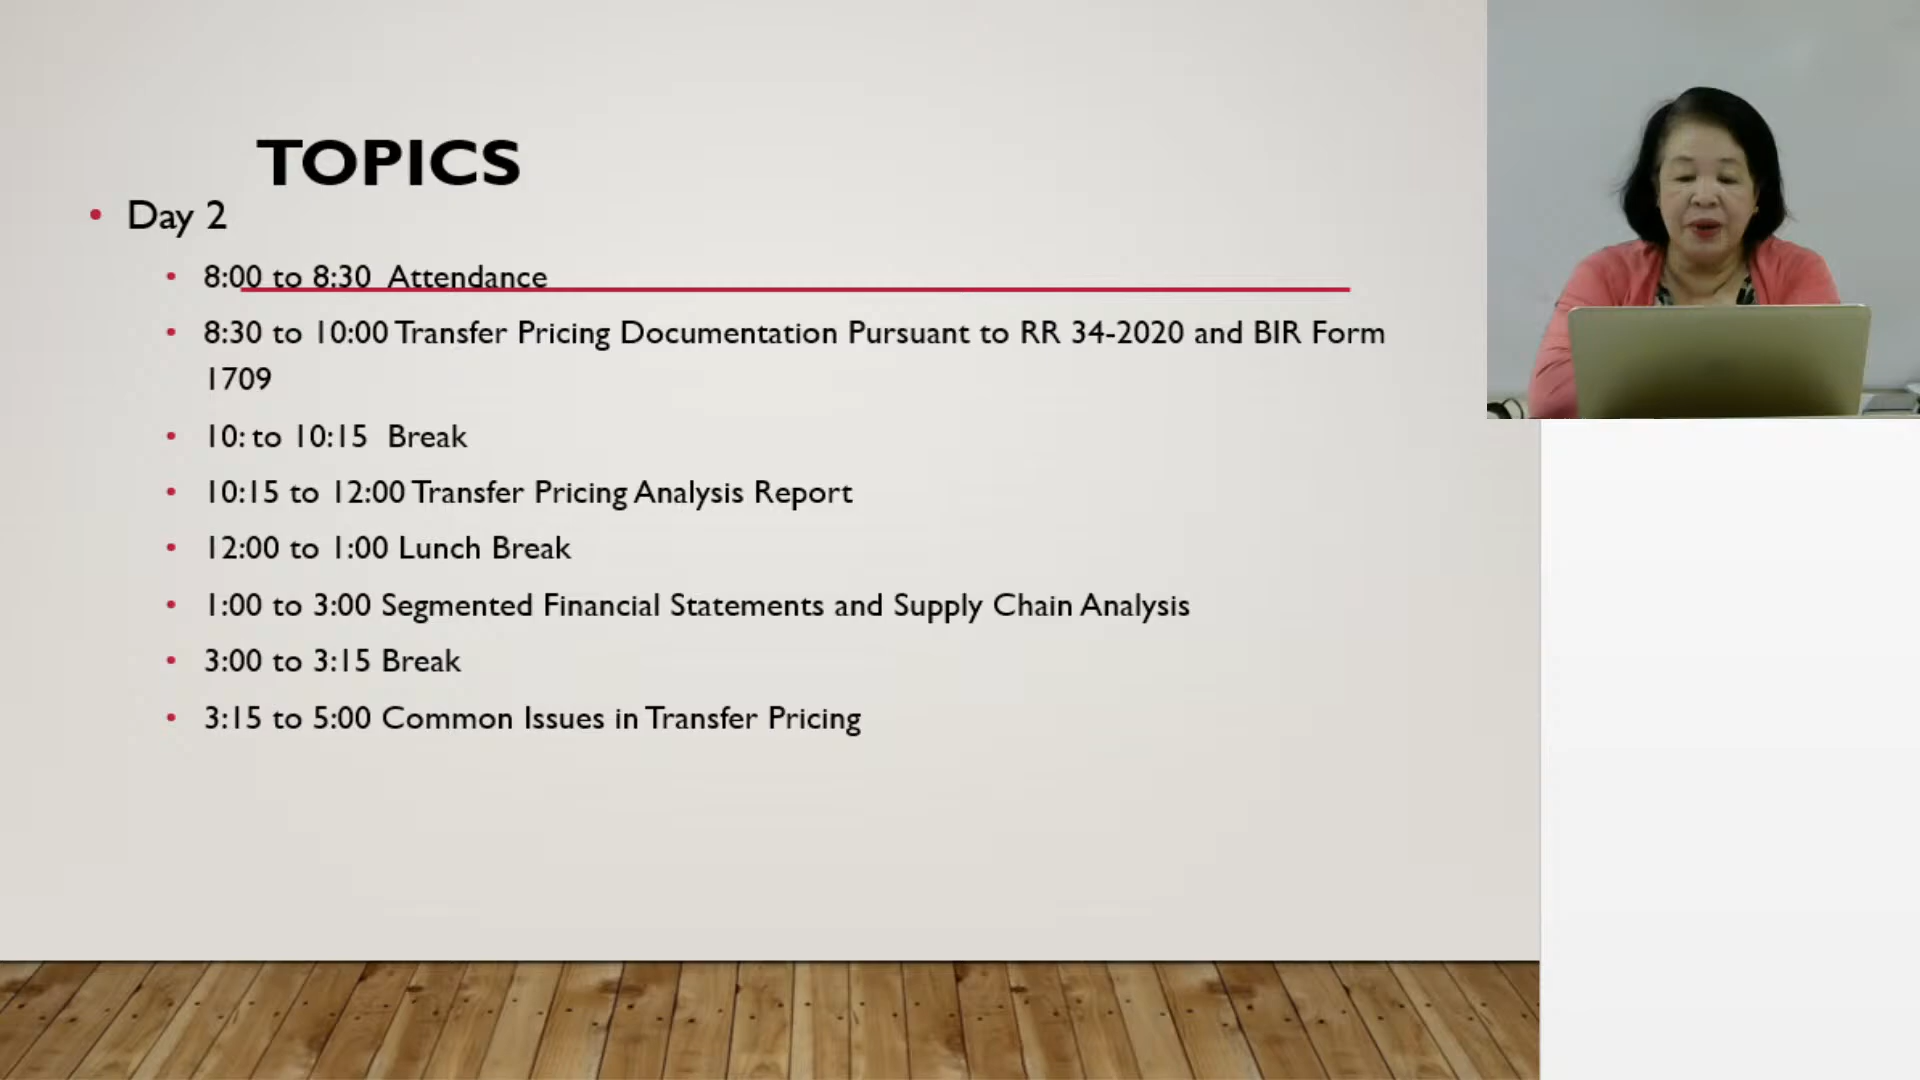 TOPICS
Day 2
8:00 to 8:30 Attendance
8:30 to 10:00 Transfer Pricing Documentation Pursuant to RR 34-2020 and BIR Form
1709
10: to 10:15 Break
10:15 to 12:00 Transfer Pricing Analysis Report
12:00 to 1:00 Lunch Break
1:00 to 3:00 Segmented Financial Statements and Supply Chain Analysis
3:00 to 3:15 Break
3:15 to 5:00 Common Issues in Transfer Pricing